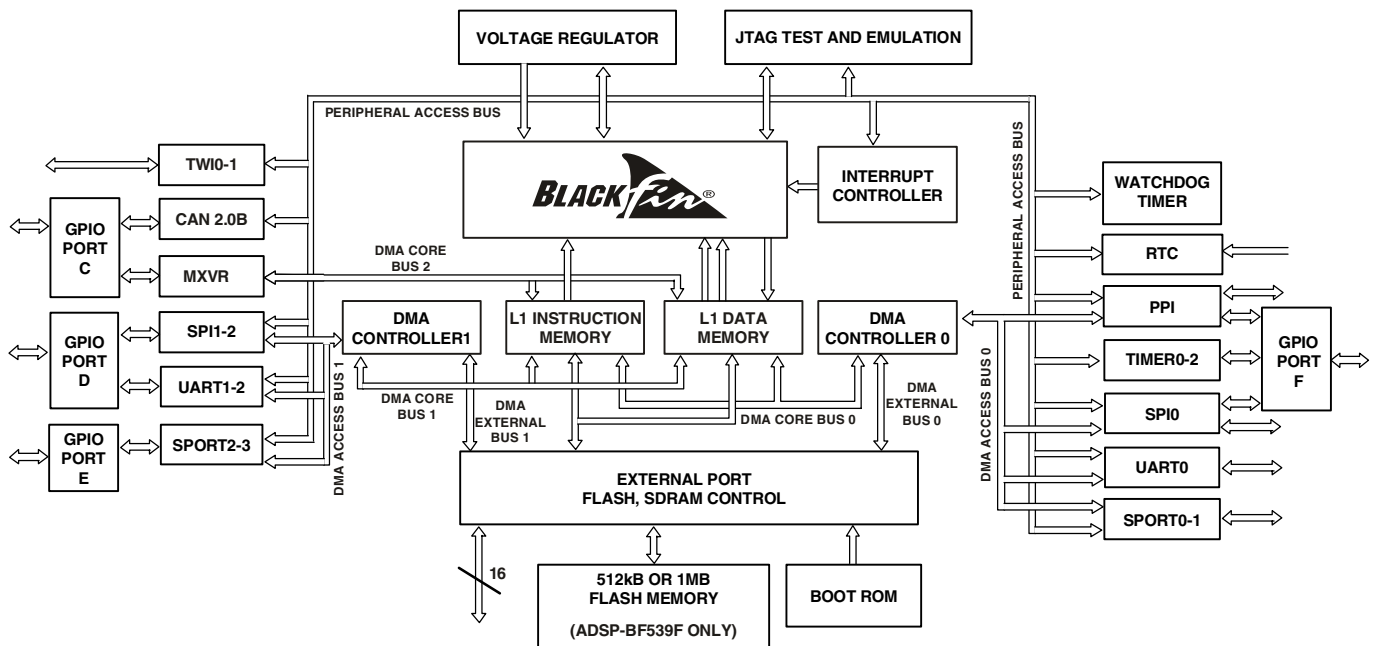 VOLTAGE REGULATOR
JTAG TEST AND EMULATION
PERIPHERAL ACCESS BUS
TWI0-1
CAN 2.0B
MXVR
GPIO
PORT
C
SPI1-2
UART1-2
GPIO
PORT
D
SPORT2-3
GPIO
PORT
E
DMA ACCESS BUS 1
BLACKfin®
INTERRUPT
CONTROLLER
DMA CORE
BUS 2
DMA
CONTROLLER1
L1 INSTRUCTION
MEMORY
L1 DATA
MEMORY
DMA
CONTROLLER 0
DMA CORE
BUS 1
DMA
EXTERNAL
BUS 1
DMA CORE BUS 0
DMA
EXTERNAL
BUS 0
EXTERNAL PORT
FLASH, SDRAM CONTROL
16
512kB OR 1MB
FLASH MEMORY
(ADSP-BF539F ONLY)
BOOT ROM
PERIPHERAL ACCESS BUS
DMA ACCESS BUS 0
WATCHDOG
TIMER
RTC
PPI
TIMER0-2
SPI0
UART0
SPORT0-1
GPIO
PORT
F